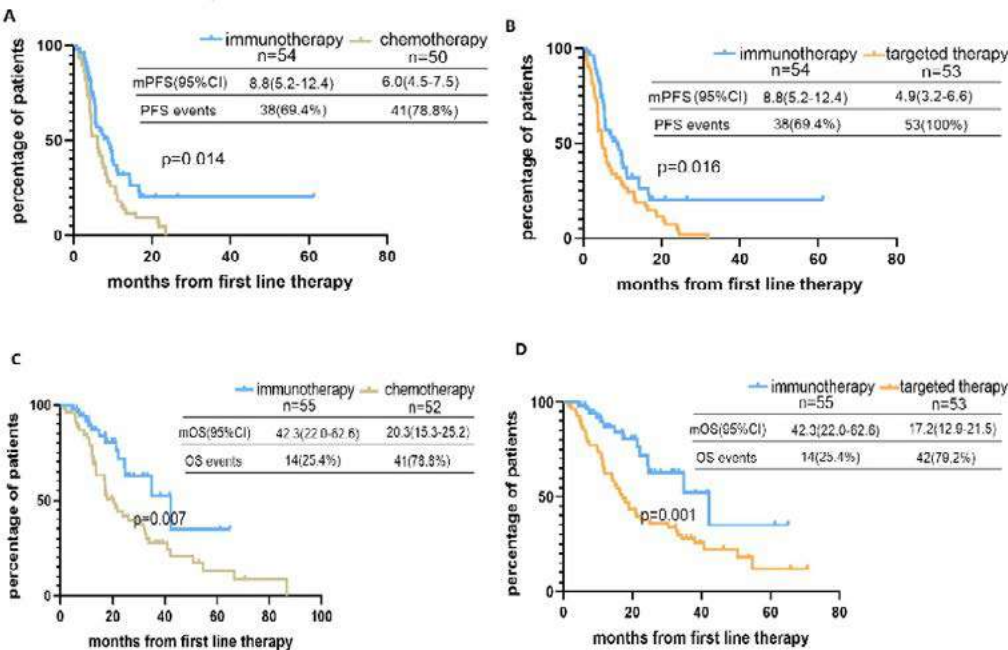 A
immunotherapy chemotherapy
n=54 n=50
mPFS(95%CI) 8.8(5.2-12.4) 6.0(4.5-7.5)
PFS events 38(69.4%) 41(78.8%)
p=0.014
percentage of patients
100
50
0
0 20 40 60 80
months from first line therapy
B
immunotherapy targeted therapy
n=54 n=53
mPFS(95%CI) 8.8(5.2-12.4) 4.9(3.2-6.6)
PFS events 38(69.4%) 53(100%)
p=0.016
percentage of patients
100
50
0
0 20 40 60 80
months from first line therapy
C
immunotherapy chemotherapy
n=55 n=52
mOS(95%CI) 42.3(22.0-62.6) 20.3(15.3-25.2)
OS events 14(25.4%) 41(78.8%)
p=0.007
percentage of patients
100
50
0
0 20 40 60 80 100
months from first line therapy
D
immunotherapy targeted therapy
n=55 n=53
mOS(95%CI) 42.3(22.0-62.6) 17.2(12.9-21.5)
OS events 14(25.4%) 42(79.2%)
p=0.001
percentage of patients
100
50
0
0 20 40 60 80
months from first line therapy